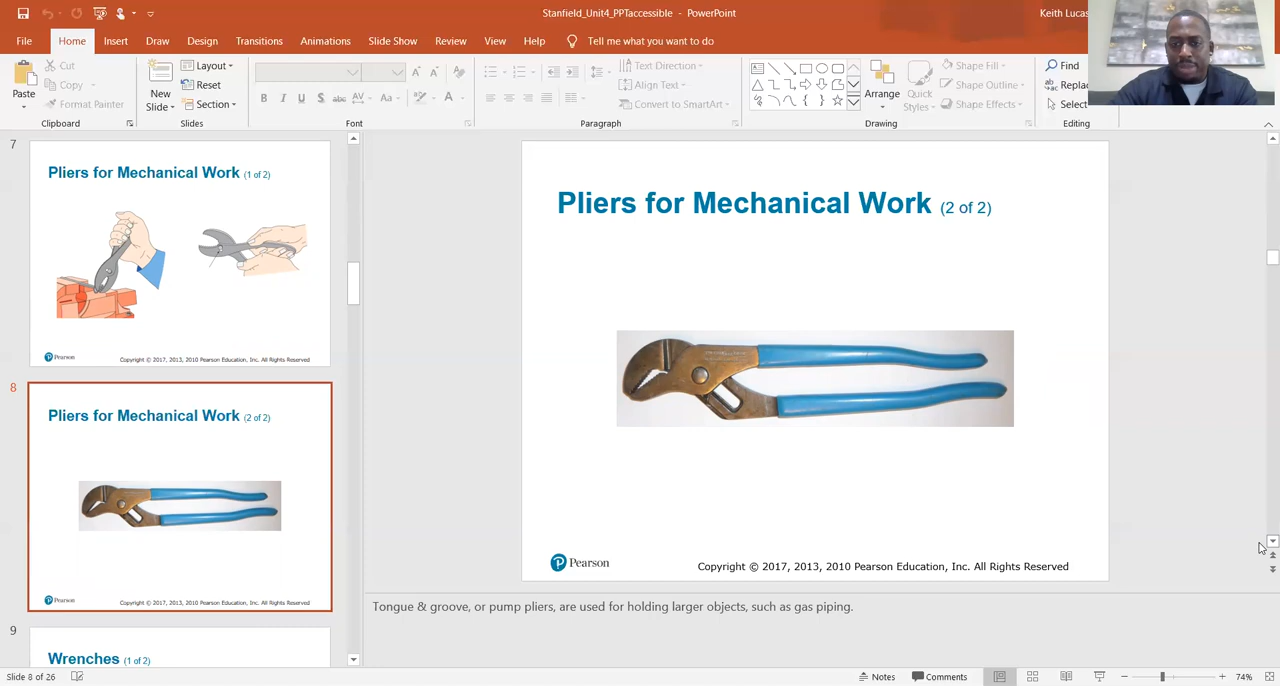 Stanfield_Unit4_PPTaccessible - PowerPoint
Keith Lucas
File Home Insert Draw Design Transitions Animations Slide Show Review View Help Tell me what you want to do
Paste
Cut
Copy
Format Painter
Clipboard
New Slide
Layout
Reset
Section
Slides
B I U S abc AV Aa A
Font
Text Direction
Align Text
Convert to SmartArt
Paragraph
Arrange
Quick Styles
Shape Fill
Shape Outline
Shape Effects
Drawing
Find
Replac
Select
Editing
7
Pliers for Mechanical Work (1 of 2)
Pearson
Copyright © 2017, 2013, 2010 Pearson Education, Inc. All Rights Reserved
8
Pliers for Mechanical Work (2 of 2)
Pearson
Copyright © 2017, 2013, 2010 Pearson Education, Inc. All Rights Reserved
9
Wrenches (1 of 2)
Pliers for Mechanical Work (2 of 2)
Pearson
Copyright © 2017, 2013, 2010 Pearson Education, Inc. All Rights Reserved
Tongue & groove, or pump pliers, are used for holding larger objects, such as gas piping.
Slide 8 of 26
Notes
Comments
74%